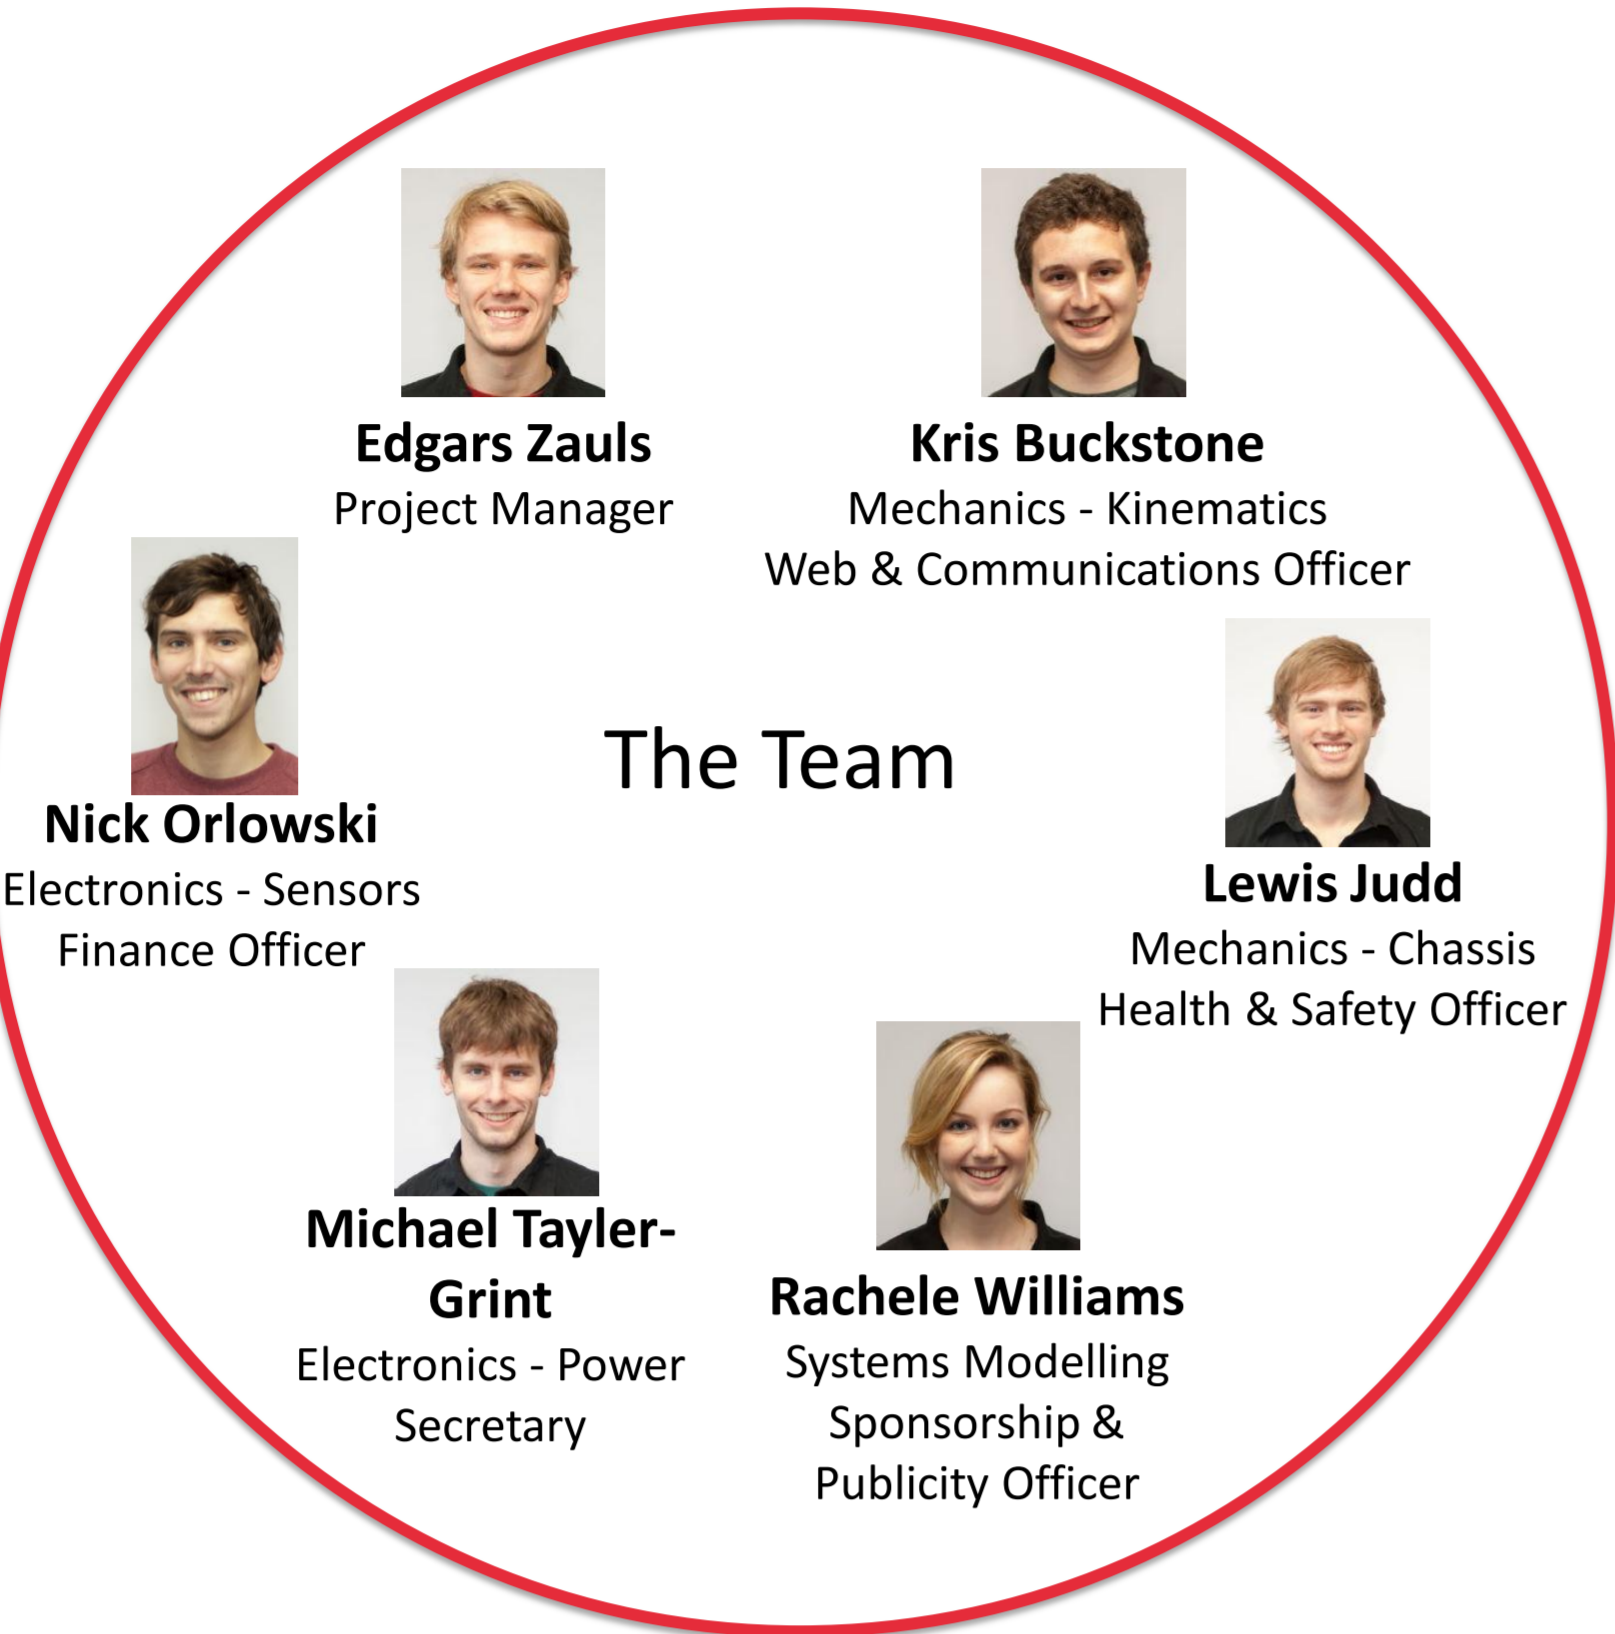 Edgars Zauls
Project Manager
Kris Buckstone
Mechanics - Kinematics
Web & Communications Officer
Nick Orlowski
Electronics - Sensors
Finance Officer
The Team
Lewis Judd
Mechanics - Chassis
Health & Safety Officer
Michael Tayler-
Grint
Electronics - Power
Secretary
Rachele Williams
Systems Modelling
Sponsorship &
Publicity Officer